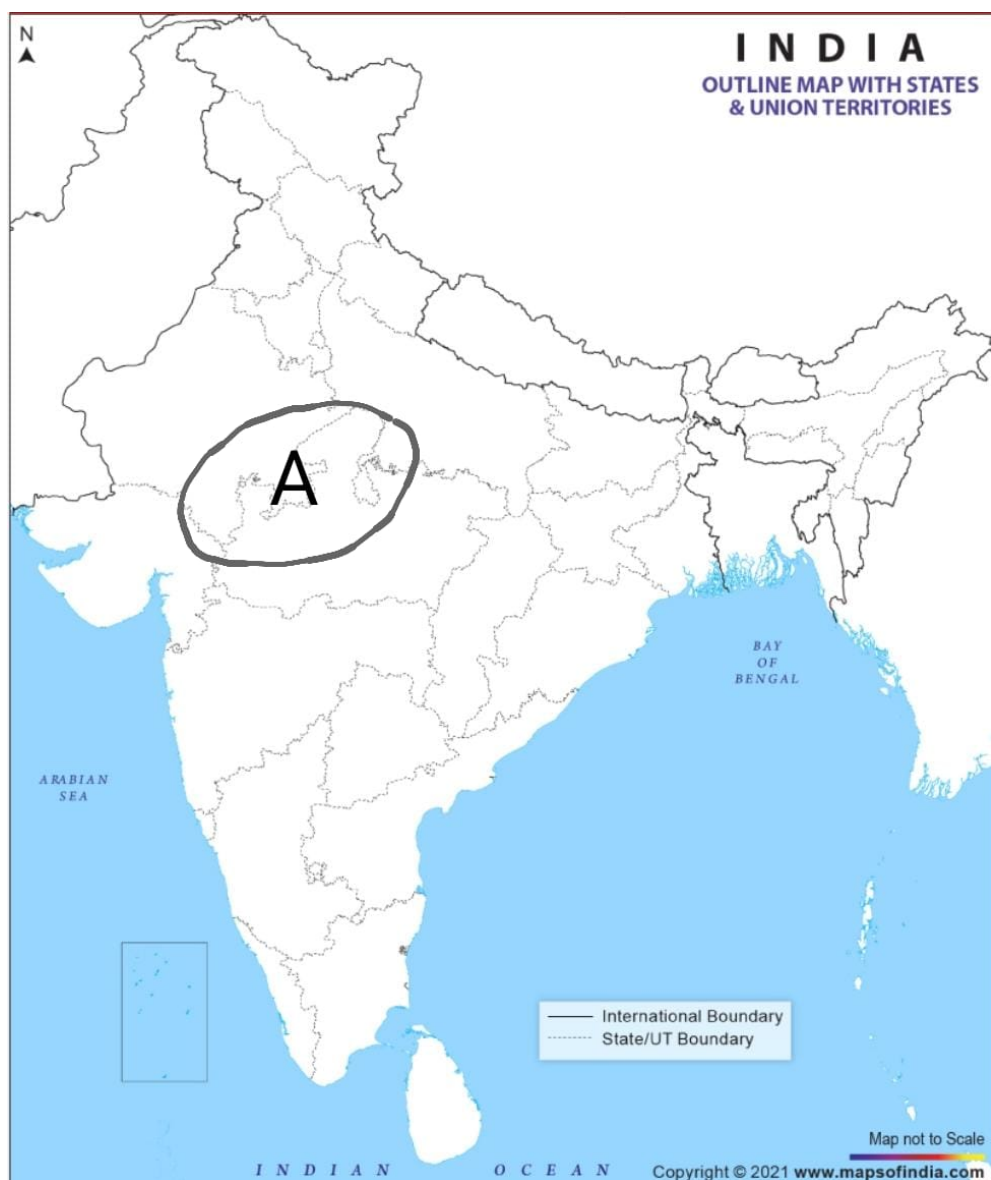 N
INDIA
OUTLINE MAP WITH STATES
& UNION TERRITORIES
A
BAY
OF
BENGAL
ARABIAN
SEA
International Boundary
State/UT Boundary
Map not to Scale
INDIAN OCEAN
Copyright © 2021 www.mapsofindia.com